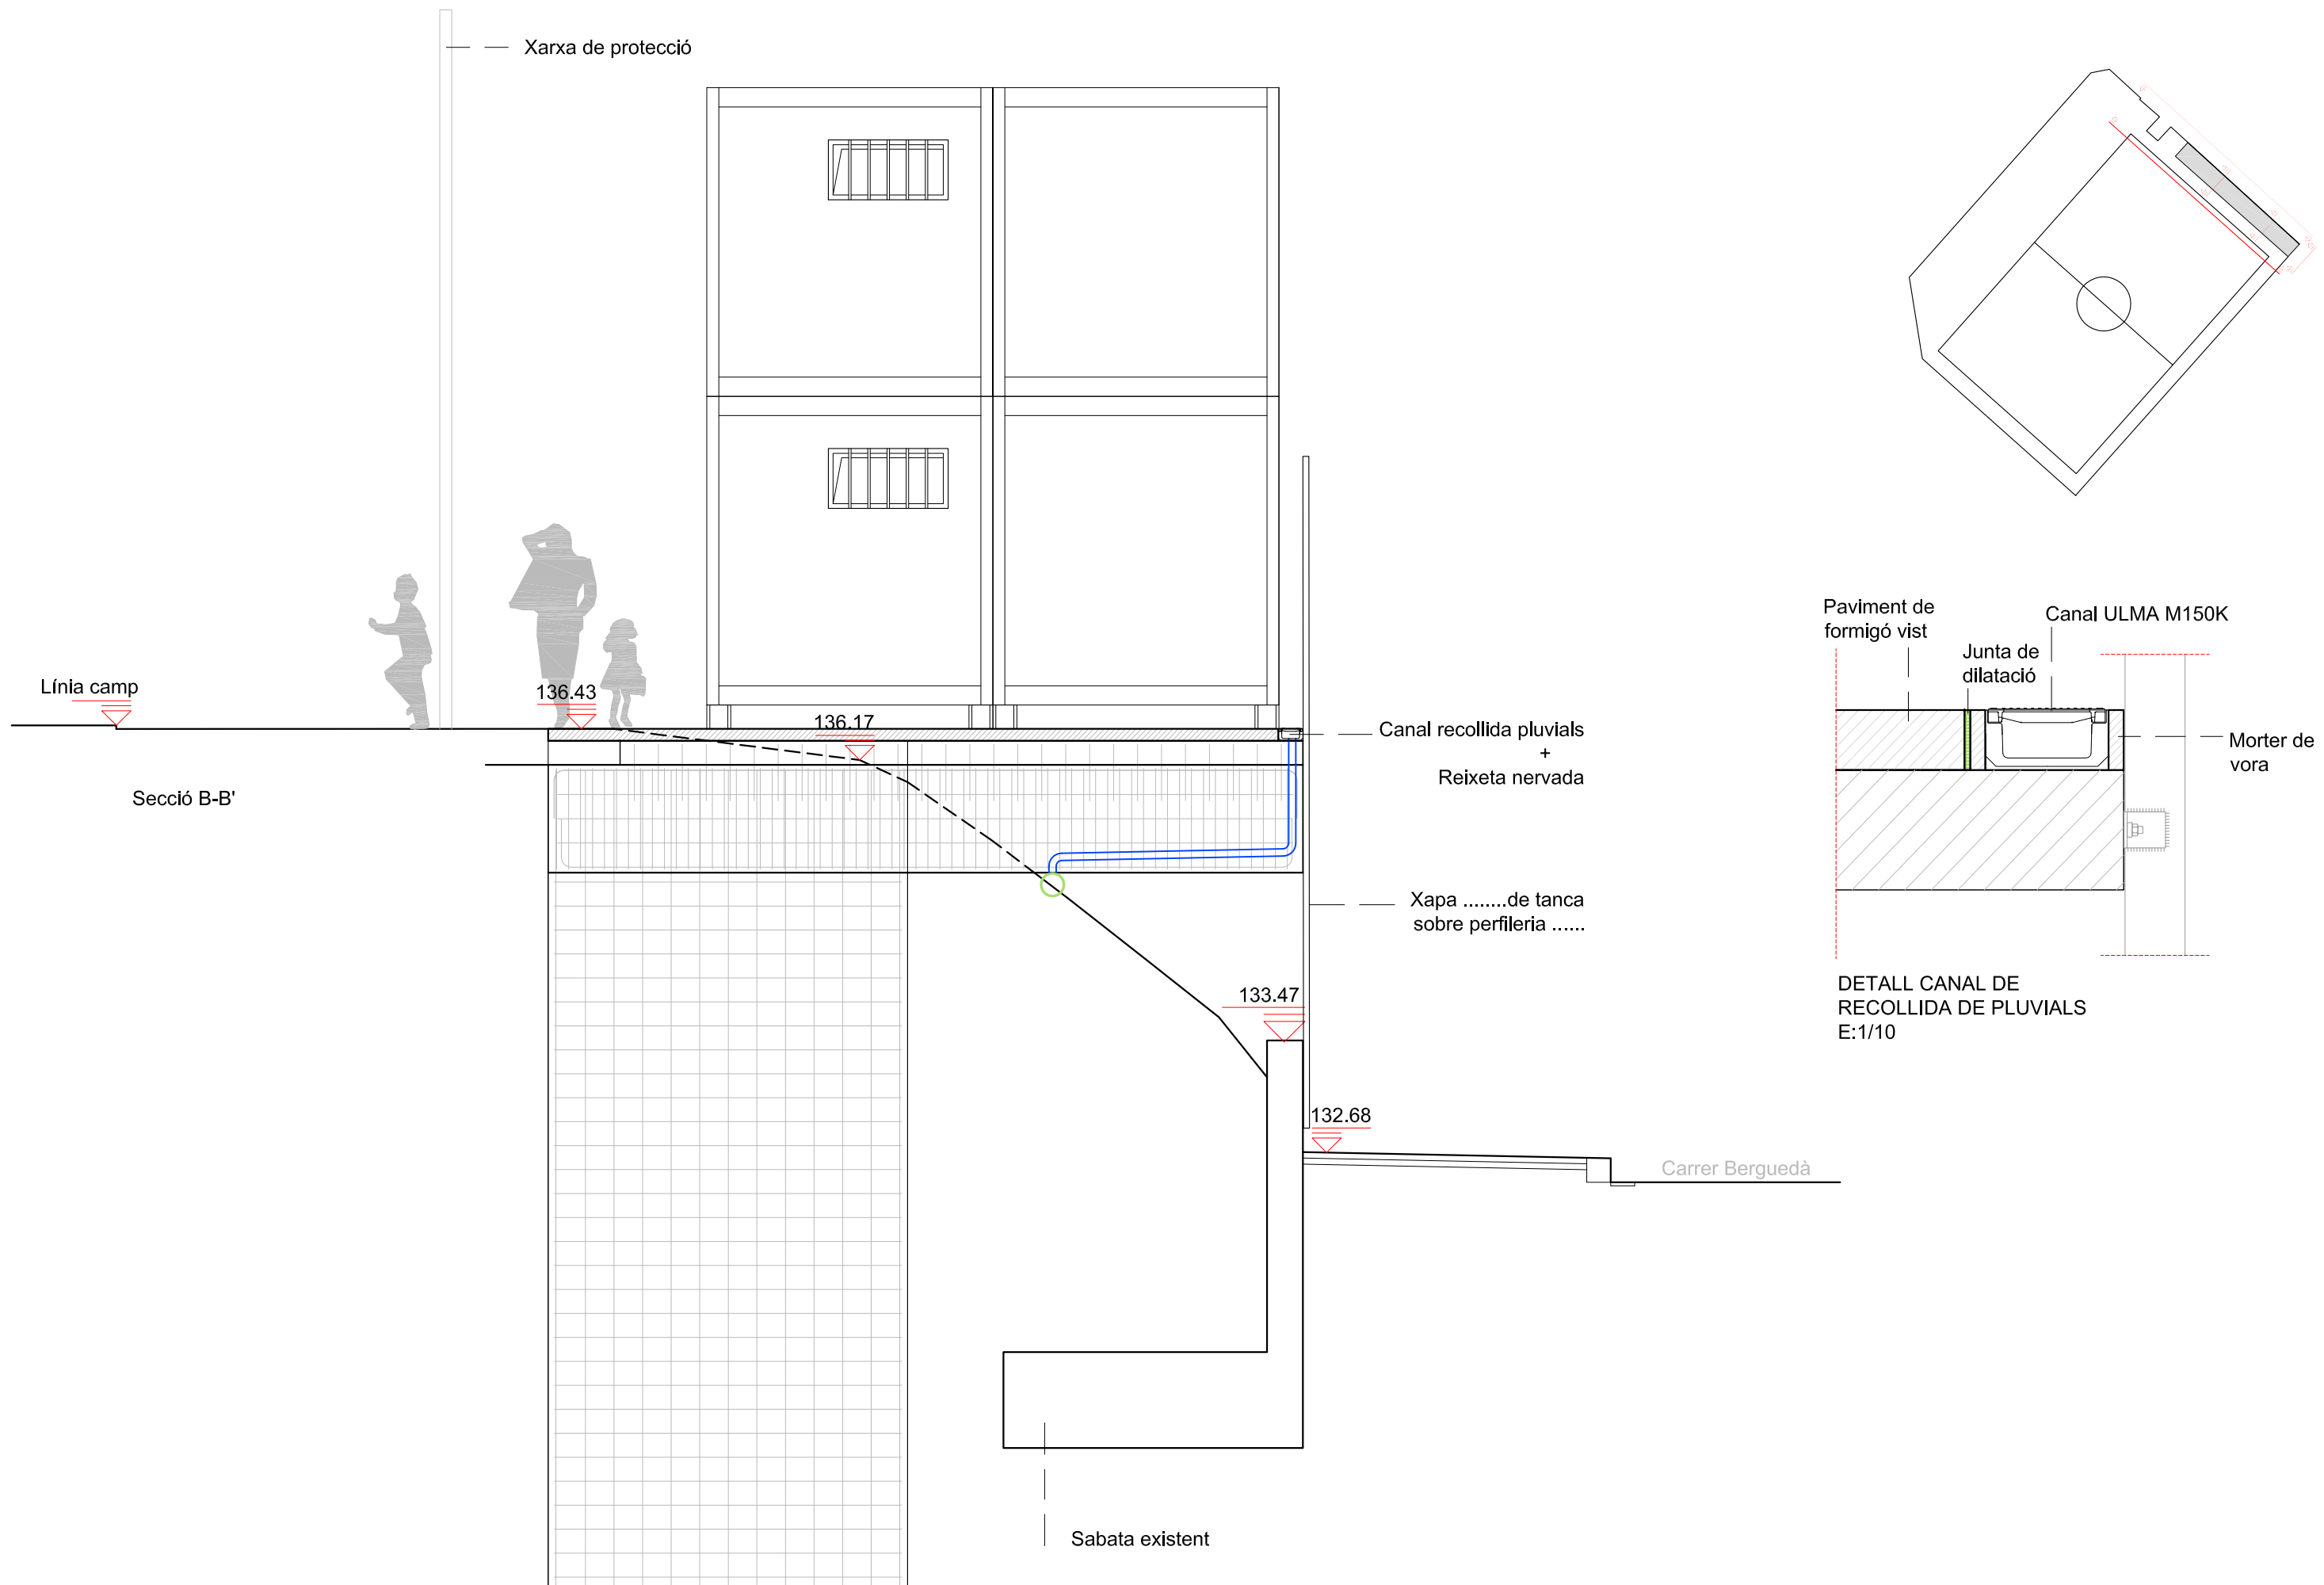 Xarxa de protecció
Línia camp
136.43
136.17
Secció B-B'
Canal recollida pluvials
+
Reixeta nervada
Xapa ........de tanca
sobre perfileria ......
133.47
132.68
Carrer Berguedà
Sabata existent
Paviment de
formigó vist
Junta de
dilatació
Canal ULMA M150K
Morter de
vora
DETALL CANAL DE
RECOLLIDA DE PLUVIALS
E:1/10